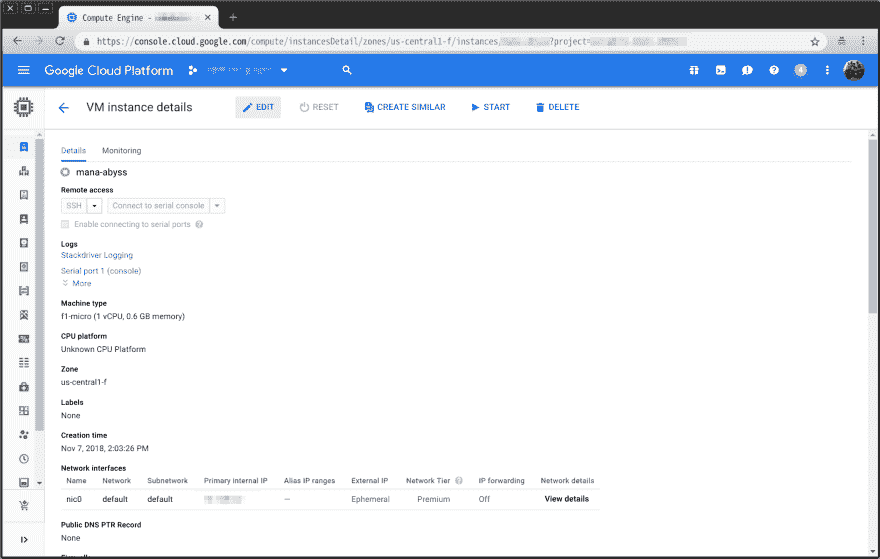 Compute Engine -
https://console.cloud.google.com/compute/instancesDetail/zones/us-central1-f/instances/ ?project=
Google Cloud Platform
VM instance details EDIT RESET CREATE SIMILAR START DELETE
Details Monitoring
mana-abyss
Remote access
SSH Connect to serial console
Enable connecting to serial ports
Logs
Stackdriver Logging
Serial port 1 (console)
More
Machine type
f1-micro (1 vCPU, 0.6 GB memory)
CPU platform
Unknown CPU Platform
Zone
us-central1-f
Labels
None
Creation time
Nov 7, 2018, 2:03:26 PM
Network interfaces
Name Network Subnetwork Primary internal IP Alias IP ranges External IP Network Tier IP forwarding Network details
nic0 default default — Ephemeral Premium Off View details
Public DNS PTR Record
None